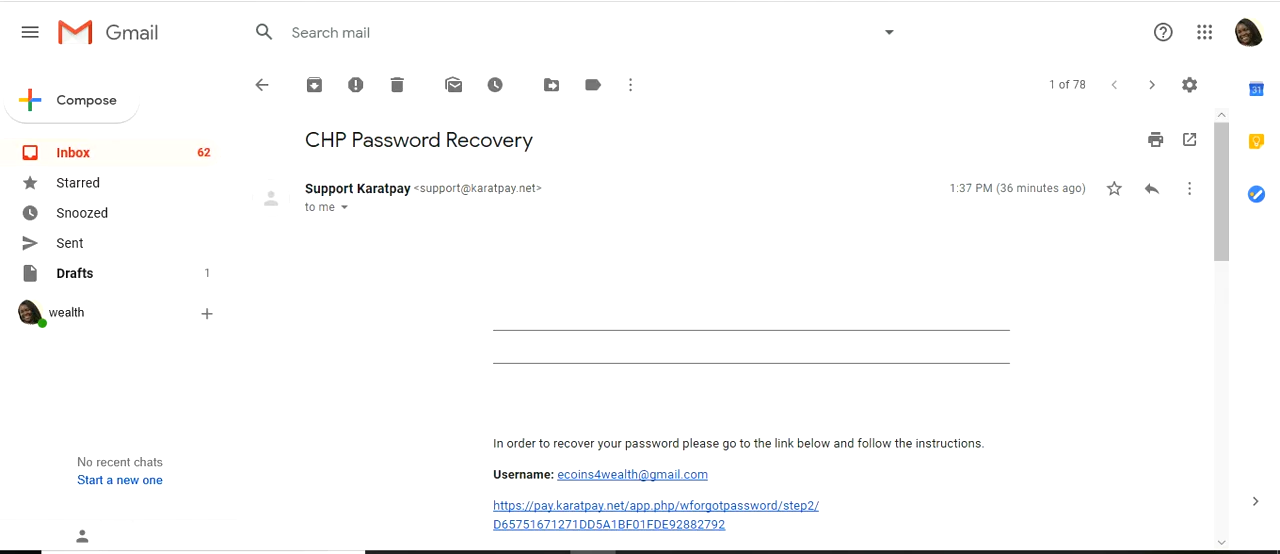 Gmail
Search mail
Compose
1 of 78
31
CHP Password Recovery
Inbox 62
Starred
Support Karatpay <support@karatpay.net>
1:37 PM (36 minutes ago)
to me
Snoozed
Sent
Drafts 1
wealth
In order to recover your password please go to the link below and follow the instructions.
No recent chats
Start a new one
Username: ecoins4wealth@gmail.com
https://pay.karatpay.net/app.php/wforgotpassword/step2/
D65751671271DD5A1BF01FDE92882792